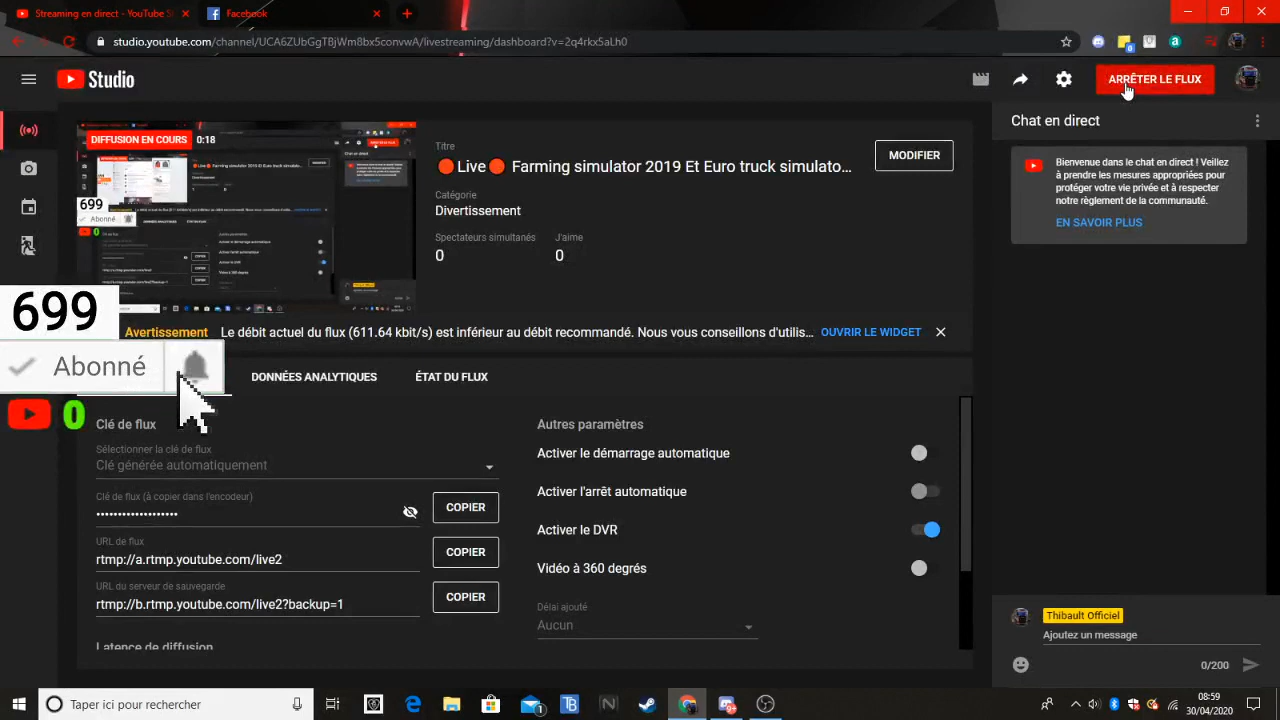 Streaming en direct - YouTube S
Facebook
studio.youtube.com/channel/UCA6ZUbGgTBjWm8bx5convwA/livestreaming/dashboard?v=2q4rkx5aLh0
Studio
ARRÊTER LE FLUX
DIFFUSION EN COURS 0:18
Titre
Live Farming simulateur 2019 Et Euro truck simulato...
MODIFIER
Catégorie
Divertissement
Spectateurs simultanés
J'aime
0
0
Chat en direct
Bienvenue dans le chat en direct ! Veillez
à prendre les mesures appropriées pour
protéger votre vie privée et à respecter
notre règlement de la communauté.
EN SAVOIR PLUS
699
Abonné
0
699
Abonné
0
Avertissement Le débit actuel du flux (611.64 kbit/s) est inférieur au débit recommandé. Nous vous conseillons d'utilis...
OUVRIR LE WIDGET
DONNÉES ANALYTIQUES
ÉTAT DU FLUX
Clé de flux
Sélectionner la clé de flux
Clé générée automatiquement
Clé de flux (à copier dans l'encodeur)
••••••••••••••••••
COPIER
URL de flux
rtmp://a.rtmp.youtube.com/live2
COPIER
URL du serveur de sauvegarde
rtmp://b.rtmp.youtube.com/live2?backup=1
COPIER
Latence de diffusion
Autres paramètres
Activer le démarrage automatique
Activer l'arrêt automatique
Activer le DVR
Vidéo à 360 degrés
Délai ajouté
Aucun
Thibault Officiel
Ajoutez un message
0/200
Taper ici pour rechercher
08:59
30/04/2020